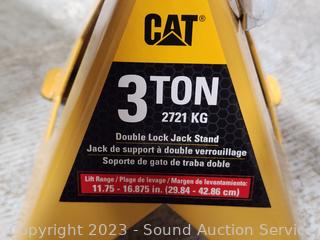 CAT®
3 TON
2721 KG
Double Lock Jack Stand
Jack de support à double verrouillage
Soporte de gato de traba doble
Lift Range / Plage de levage / Margen de levantamiento:
11.75 - 16.875 in. (29.84 - 42.86 cm)
© 2023 - Sound Auction Service -